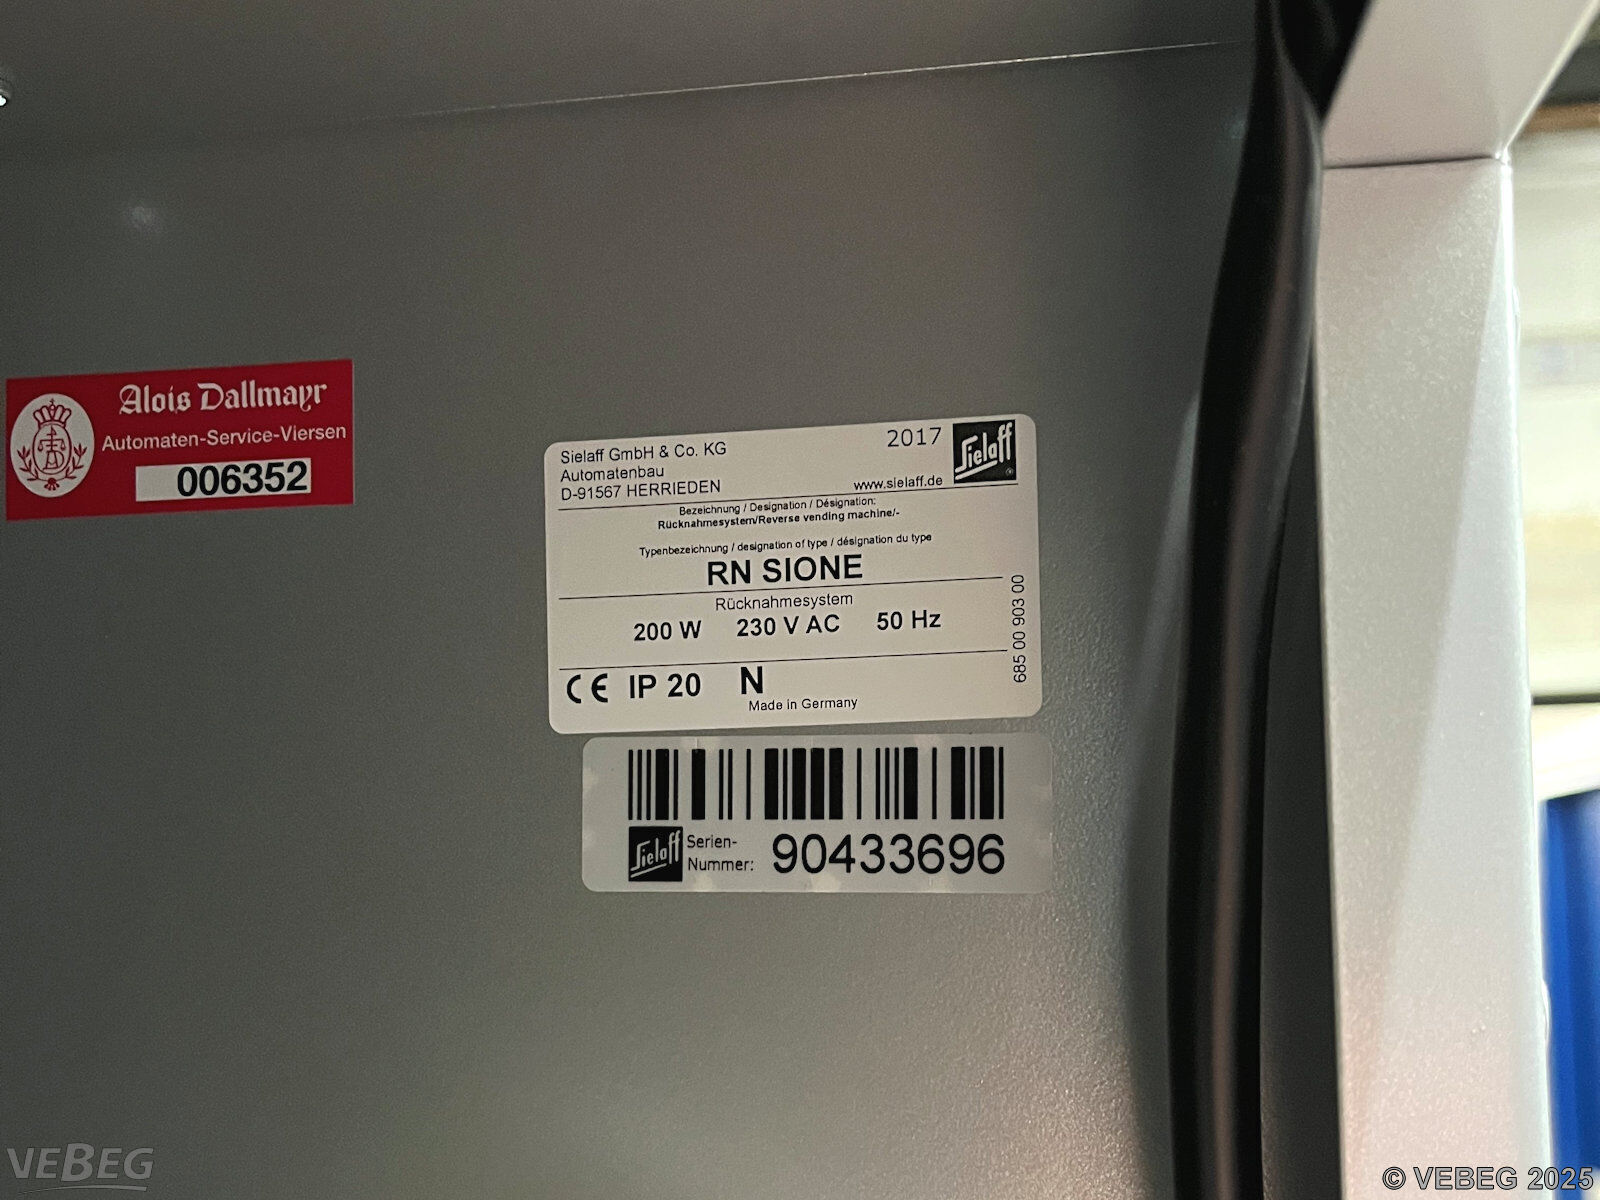 Alois Dallmayr
Automaten-Service-Viersen
006352
Sielaff GmbH & Co. KG
Automatenbau
D-91567 HERRIEDEN
2017
Sielaff
www.sielaff.de
Bezeichnung / Designation / Désignation:
Rücknahmesystem/Reverse vending machine/-
Typenbezeichnung / designation of type / désignation du type
RN SIONE
Rücknahmesystem
200 W 230 V AC 50 Hz
CE IP 20 N
Made in Germany
685 00 903 00
Sielaff
Serien-
Nummer: 90433696
VEBEG
© VEBEG 2025